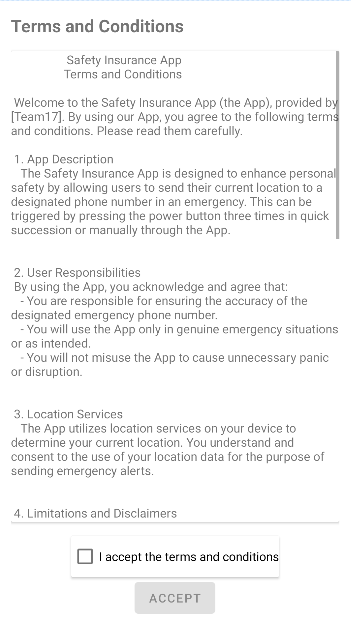 Terms and Conditions
Safety Insurance App
Terms and Conditions
Welcome to the Safety Insurance App (the App), provided by
[Team17]. By using our App, you agree to the following terms
and conditions. Please read them carefully.
1. App Description
The Safety Insurance App is designed to enhance personal
safety by allowing users to send their current location to a
designated phone number in an emergency. This can be
triggered by pressing the power button three times in quick
succession or manually through the App.
2. User Responsibilities
By using the App, you acknowledge and agree that:
- You are responsible for ensuring the accuracy of the
designated emergency phone number.
- You will use the App only in genuine emergency situations
or as intended.
- You will not misuse the App to cause unnecessary panic
or disruption.
3. Location Services
The App utilizes location services on your device to
determine your current location. You understand and
consent to the use of your location data for the purpose of
sending emergency alerts.
4. Limitations and Disclaimers
I accept the terms and conditions
ACCEPT